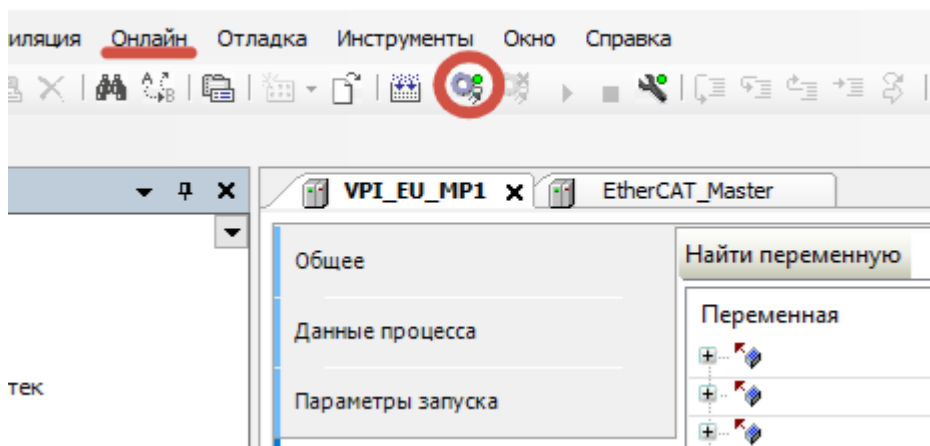 иляция Онлайн Отладка Инструменты Окно Справка
VPI_EU_MP1 EtherCAT_Master
Общее
Найти переменную
Данные процесса
Переменная
тек
Параметры запуска